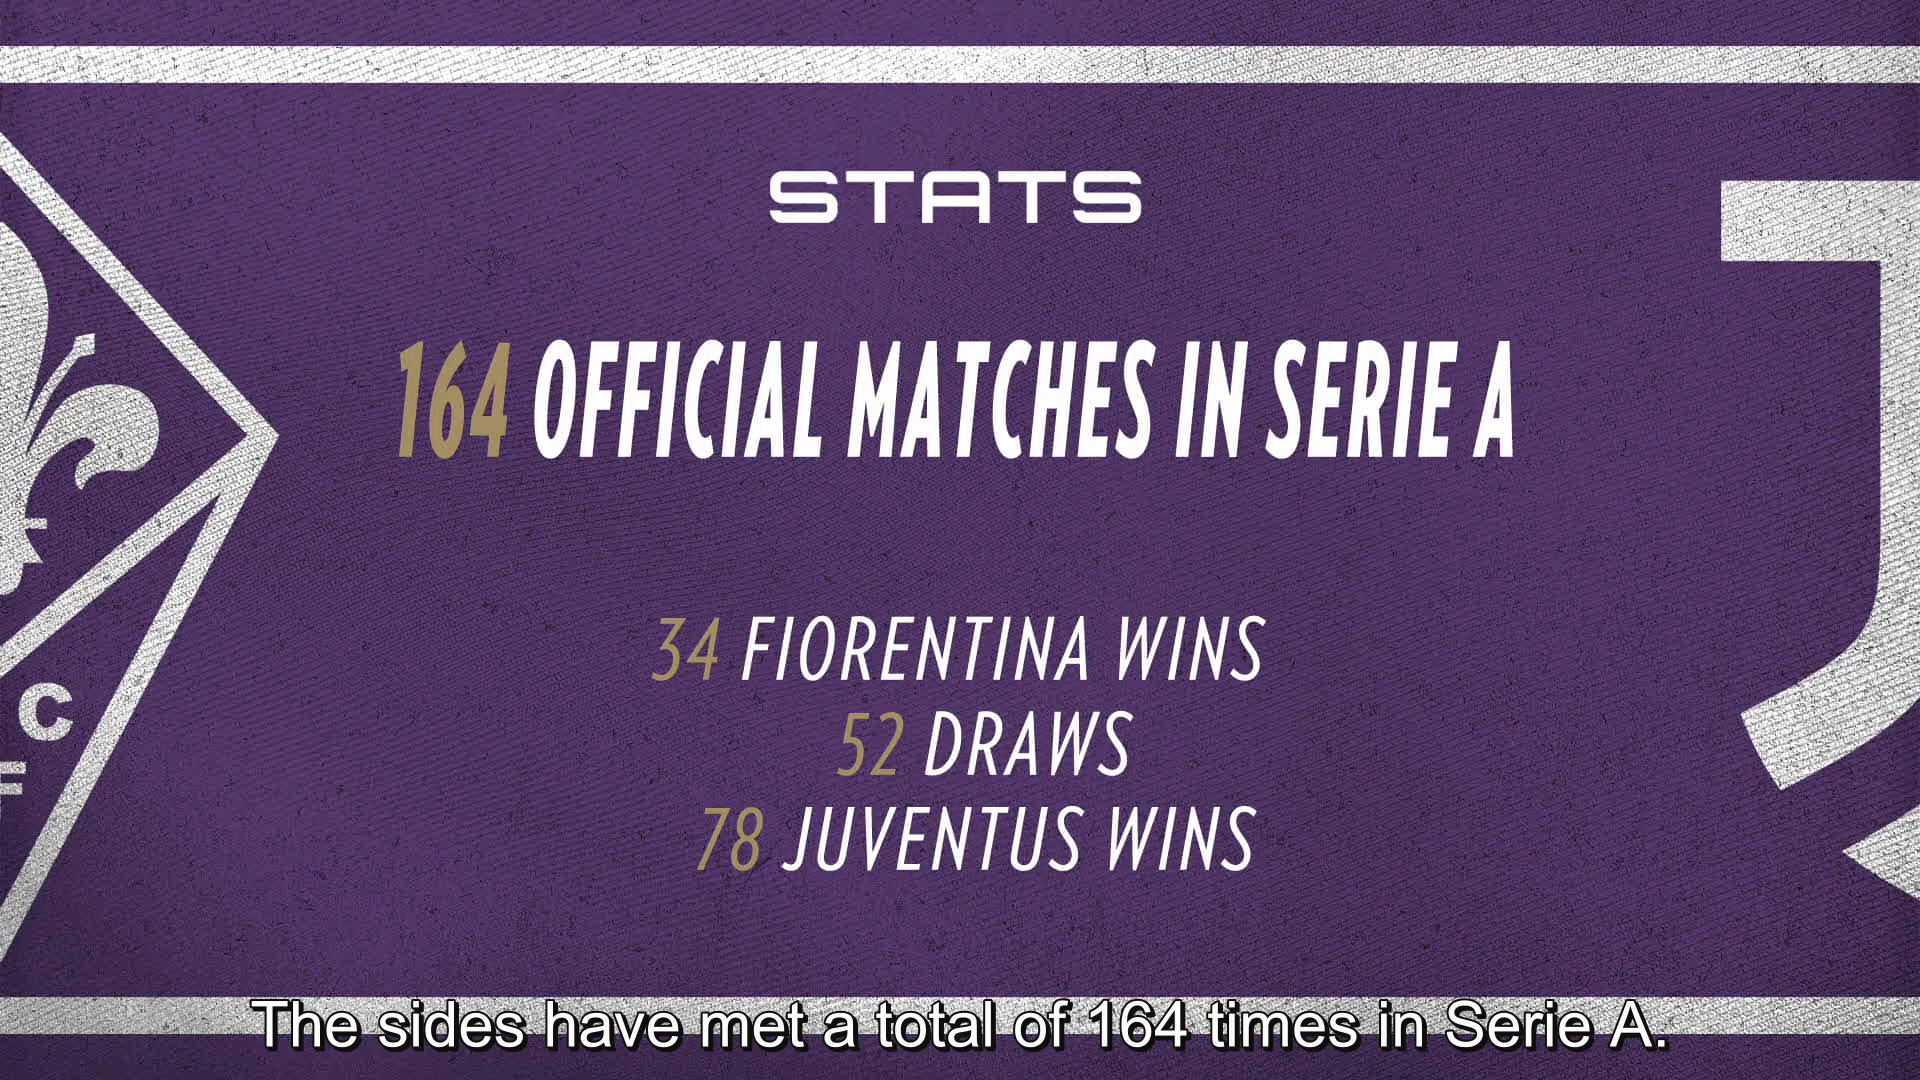 STATS
164 OFFICIAL MATCHES IN SERIE A
34 FIORENTINA WINS
C
F
52 DRAWS
78 JUVENTUS WINS
The sides have met a total of 164 times in Serie A.